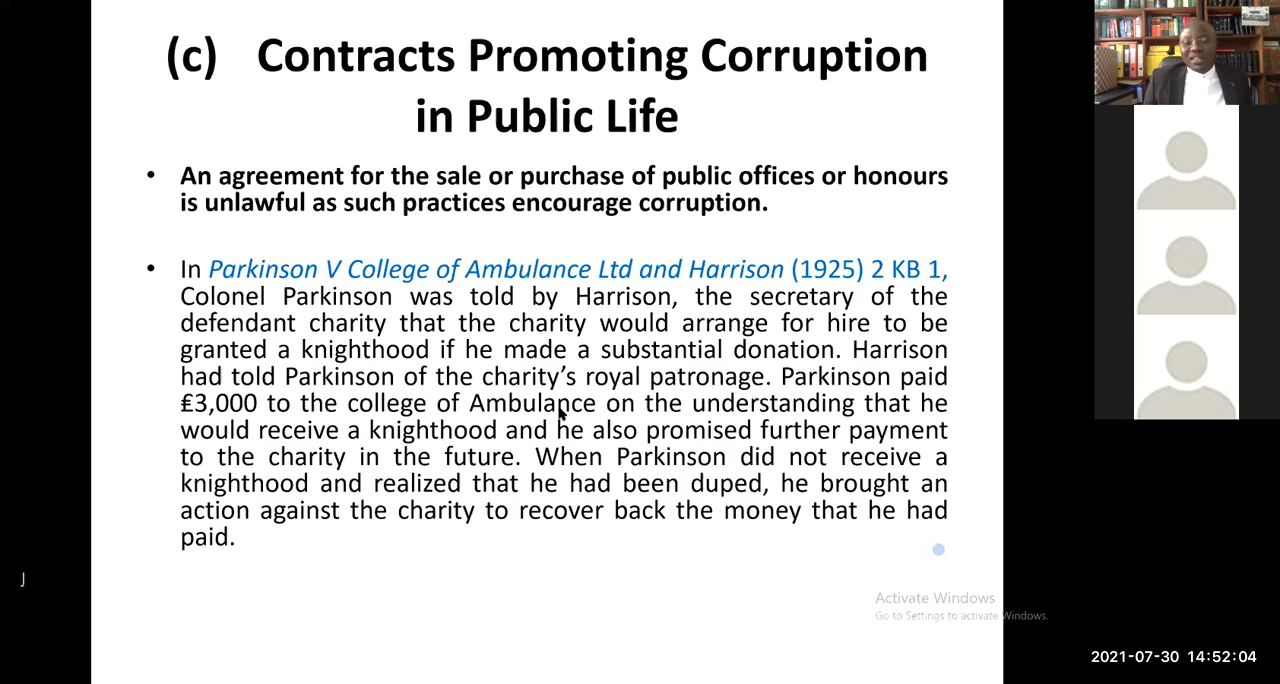 (c) Contracts Promoting Corruption
in Public Life
• An agreement for the sale or purchase of public offices or honours
is unlawful as such practices encourage corruption.
• In Parkinson V College of Ambulance Ltd and Harrison (1925) 2 KB 1,
Colonel Parkinson was told by Harrison, the secretary of the
defendant charity that the charity would arrange for hire to be
granted a knighthood if he made a substantial donation. Harrison
had told Parkinson of the charity’s royal patronage. Parkinson paid
₤3,000 to the college of Ambulance on the understanding that he
would receive a knighthood and he also promised further payment
to the charity in the future. When Parkinson did not receive a
knighthood and realized that he had been duped, he brought an
action against the charity to recover back the money that he had
paid.
J
Activate Windows
Go to Settings to activate Windows.
2021-07-30 14:52:04